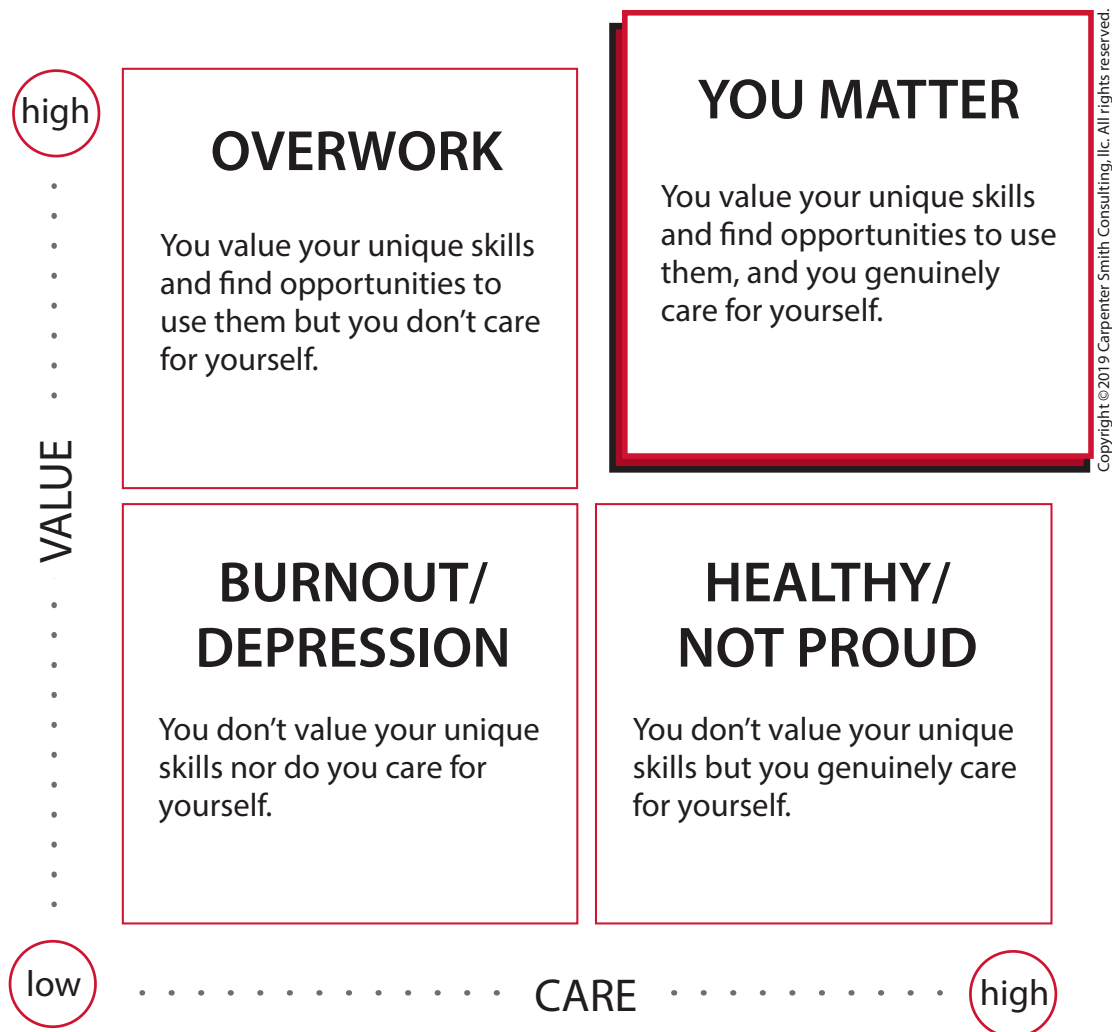 high
OVERWORK
You value your unique skills
and find opportunities to
use them but you don’t care
for yourself.
YOU MATTER
You value your unique skills
and find opportunities to use
them, and you genuinely
care for yourself.
Copyright ©2019 Carpenter Smith Consulting, llc. All rights reserved.
VALUE
BURNOUT/
DEPRESSION
You don’t value your unique
skills nor do you care for
yourself.
HEALTHY/
NOT PROUD
You don’t value your unique
skills but you genuinely care
for yourself.
low
CARE
high